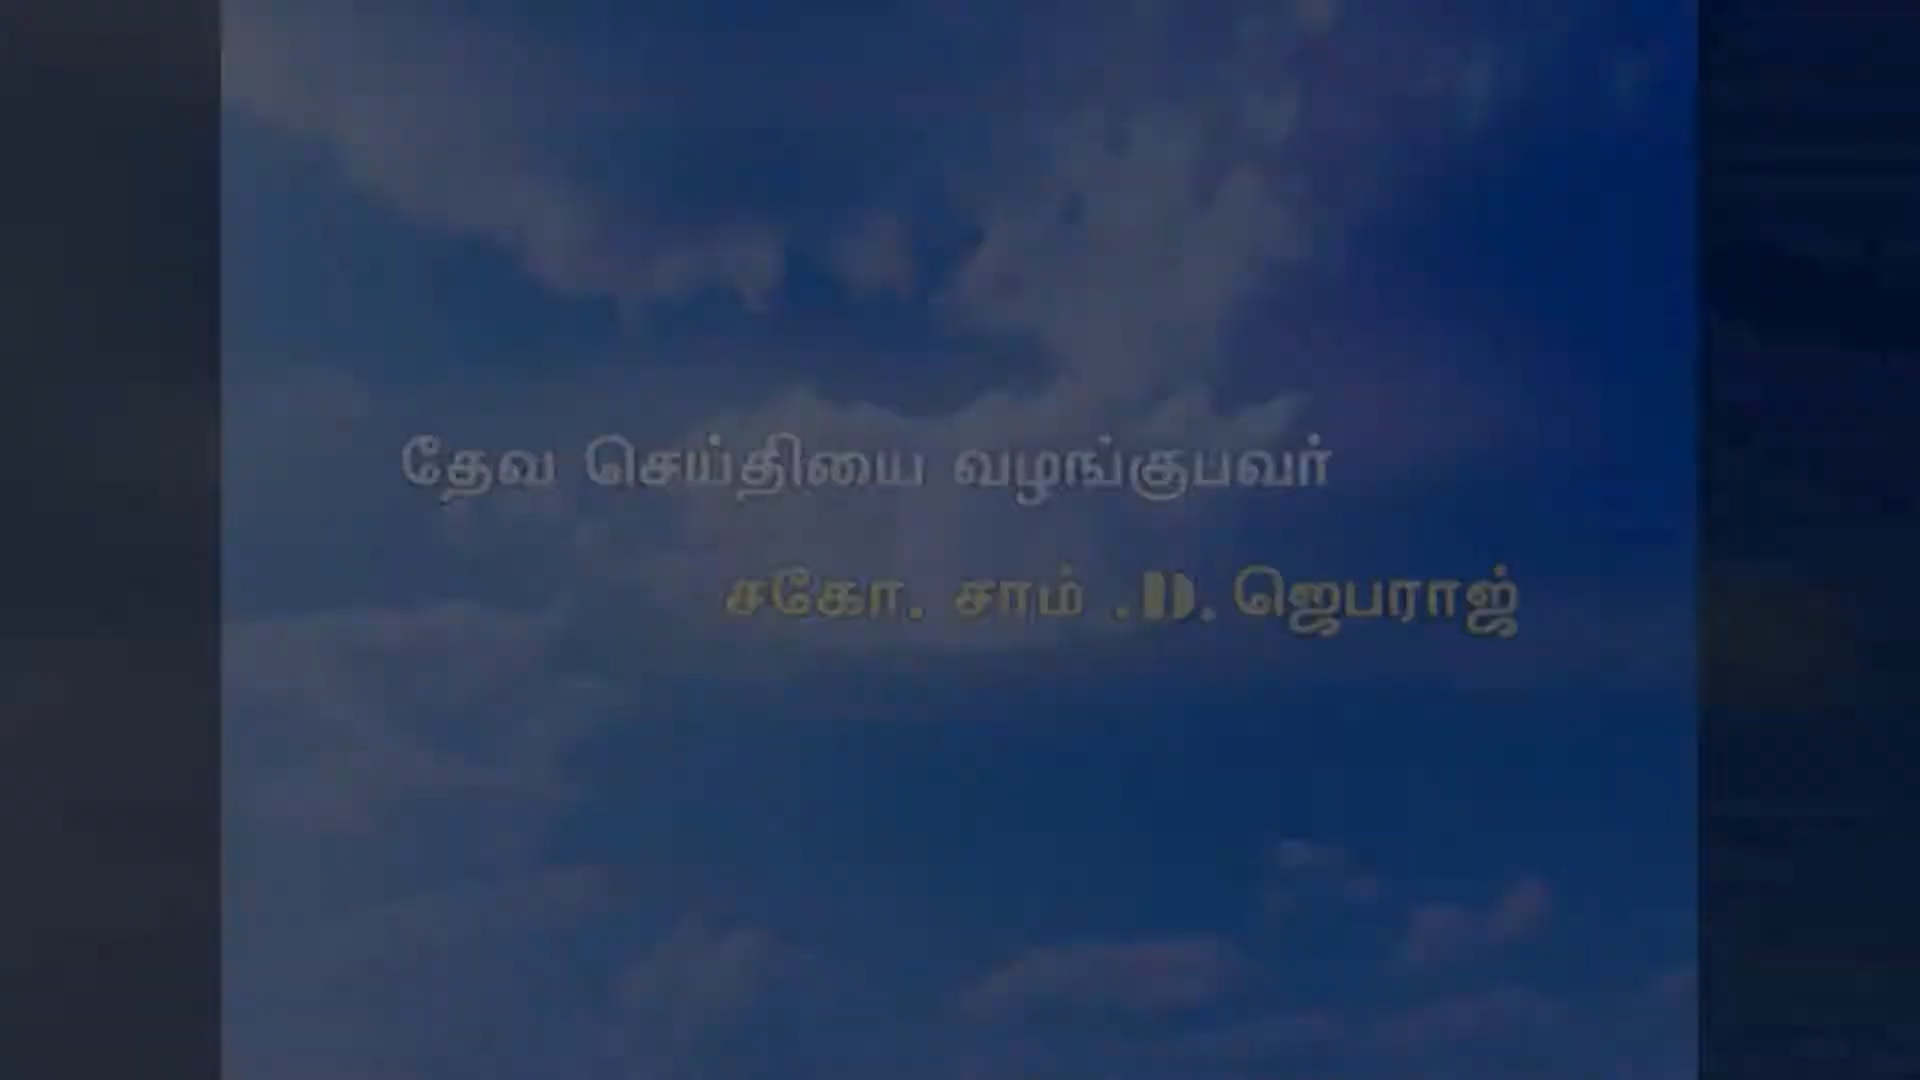 தேவ செய்தியை வழங்குபவர்
சகோ. சாம் .D. ஜெபராஜ்